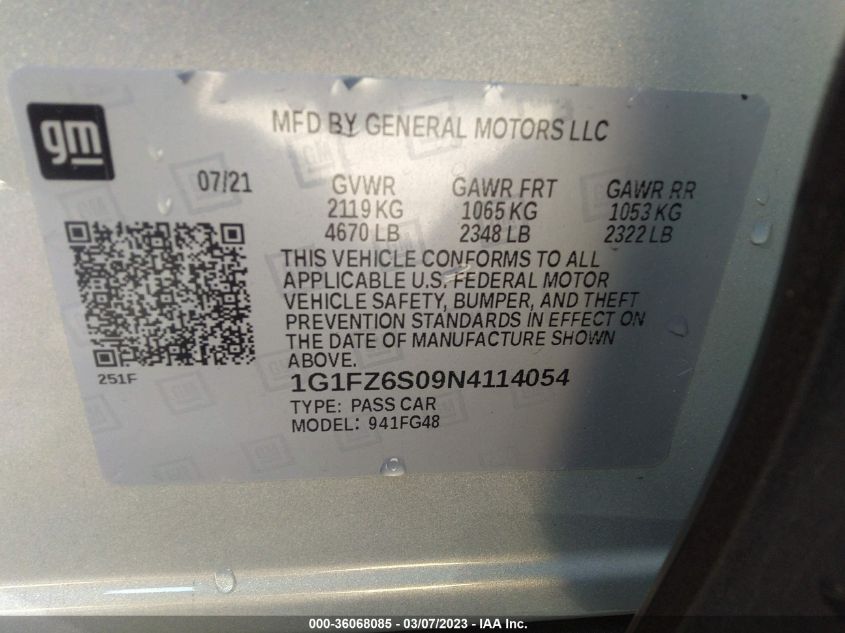 gm
MFD BY GENERAL MOTORS LLC
07/21 GVWR GAWR FRT GAWR RR
2119 KG 1065 KG 1053 KG
4670 LB 2348 LB 2322 LB
THIS VEHICLE CONFORMS TO ALL
APPLICABLE U.S. FEDERAL MOTOR
VEHICLE SAFETY, BUMPER, AND THEFT
PREVENTION STANDARDS IN EFFECT ON
THE DATE OF MANUFACTURE SHOWN
ABOVE.
251F
1G1FZ6S09N4114054
TYPE: PASS CAR
MODEL: 941FG48
000-36068085 - 03/07/2023 - IAA Inc.